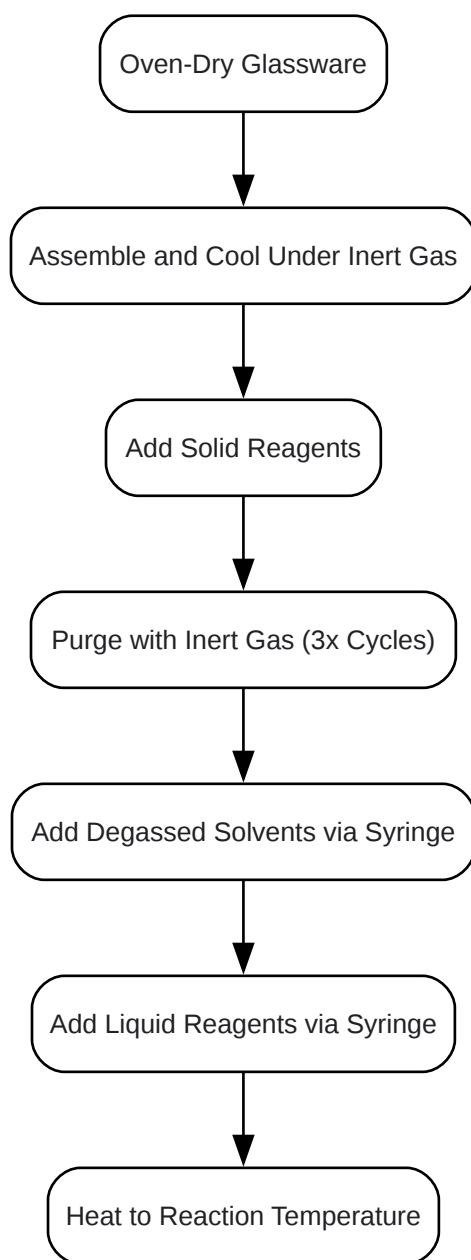 Oven-Dry Glassware
Assemble and Cool Under Inert Gas
Add Solid Reagents
Purge with Inert Gas (3x Cycles)
Add Degassed Solvents via Syringe
Add Liquid Reagents via Syringe
Heat to Reaction Temperature